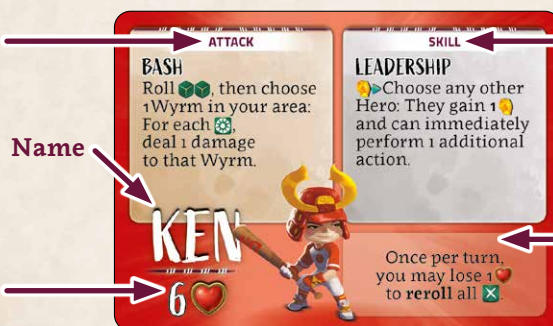 ATTACK
BASH
Roll, then choose
1 Wyrm in your area:
For each,
deal 1 damage
to that Wyrm.
SKILL
LEADERSHIP
Choose any other
Hero: They gain 1
and can immediately
perform 1 additional
action.
Name
KEN
6
Once per turn,
you may lose 1
to reroll all X.